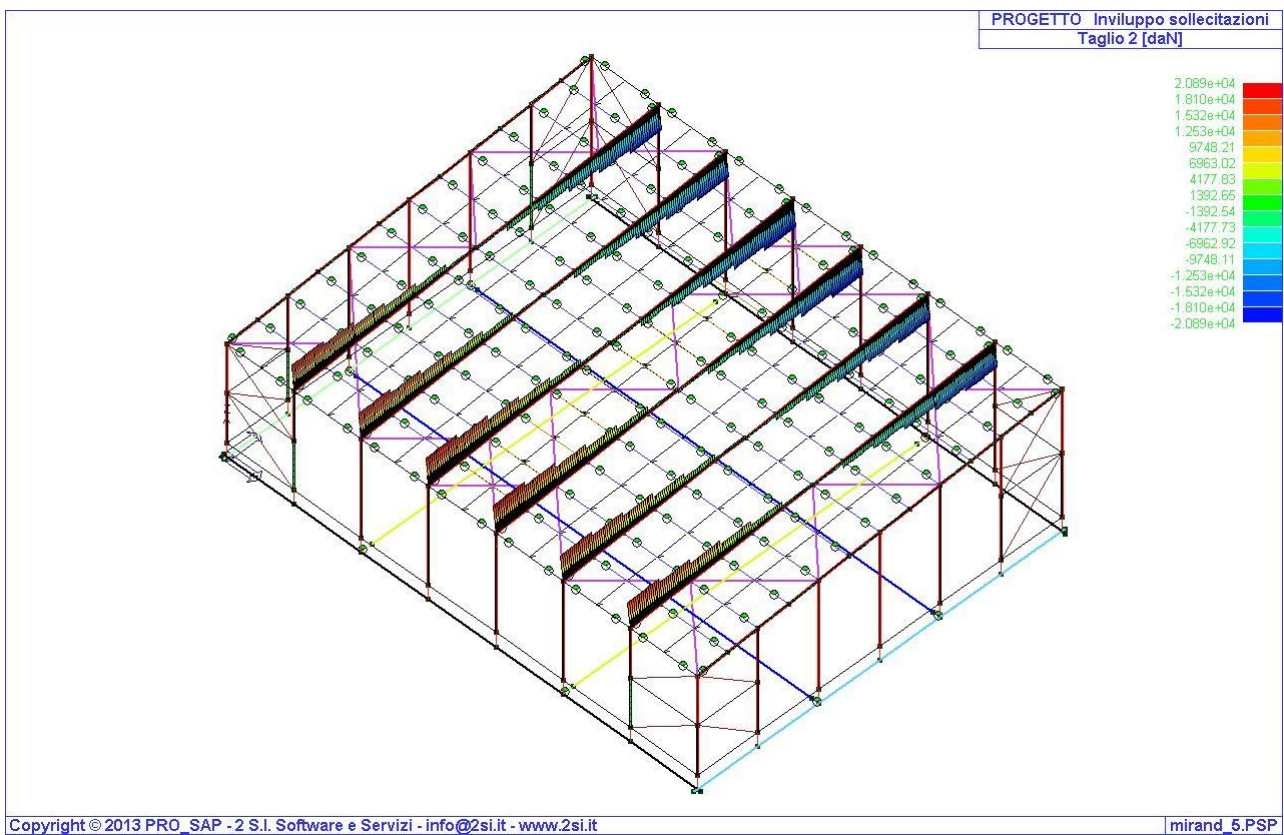 PROGETTO Inviluppo sollecitazioni
Taglio 2 [daN]
2.089e+04
1.810e+04
1.532e+04
1.253e+04
9748.21
6963.02
4177.83
1392.65
-1392.54
-4177.73
-6962.92
-9748.11
-1.253e+04
-1.532e+04
-1.810e+04
-2.089e+04
Copyright © 2013 PRO_SAP - 2 S.I. Software e Servizi - info@2si.it - www.2si.it
mirand_5.PSP